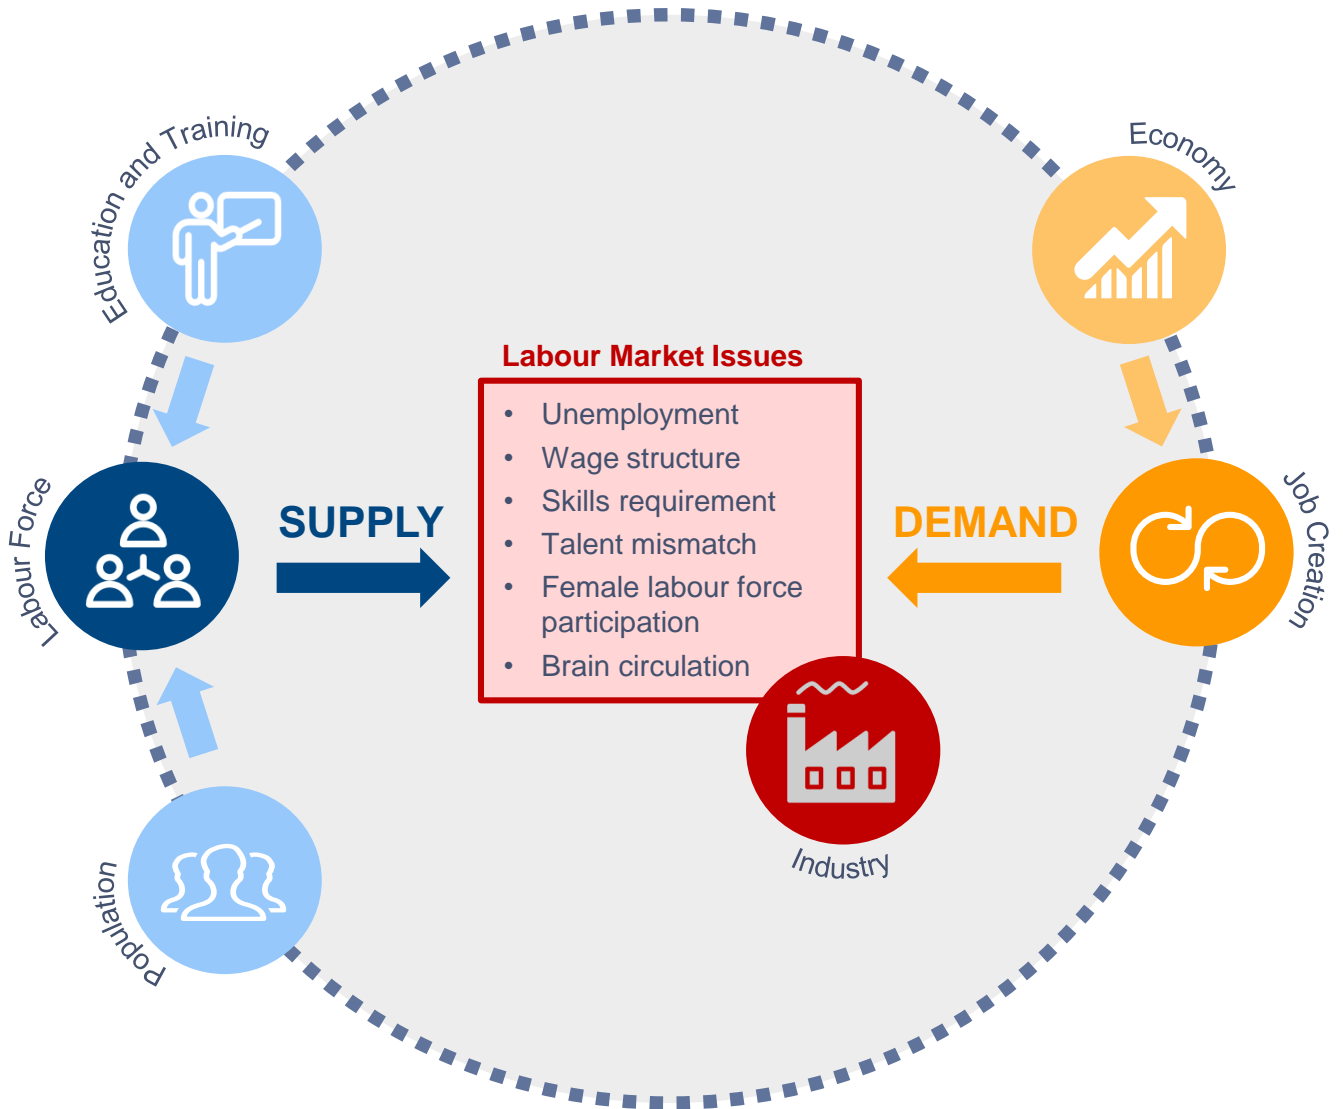 Education and Training
Economy
Labour Market Issues
• Unemployment
• Wage structure
• Skills requirement
• Talent mismatch
• Female labour force
participation
• Brain circulation
Labour Force
SUPPLY
DEMAND
Job Creation
Industry
Population